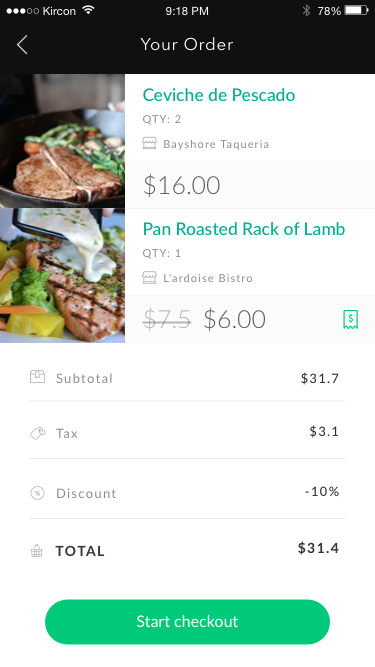 Kircon 9:18 PM 78%
Your Order
Ceviche de Pescado
QTY: 2
Bayshore Taqueria
$16.00
Pan Roasted Rack of Lamb
QTY: 1
L'ardoise Bistro
$7.5 $6.00 $
Subtotal $31.7
Tax $3.1
% Discount -10%
TOTAL $31.4
Start checkout